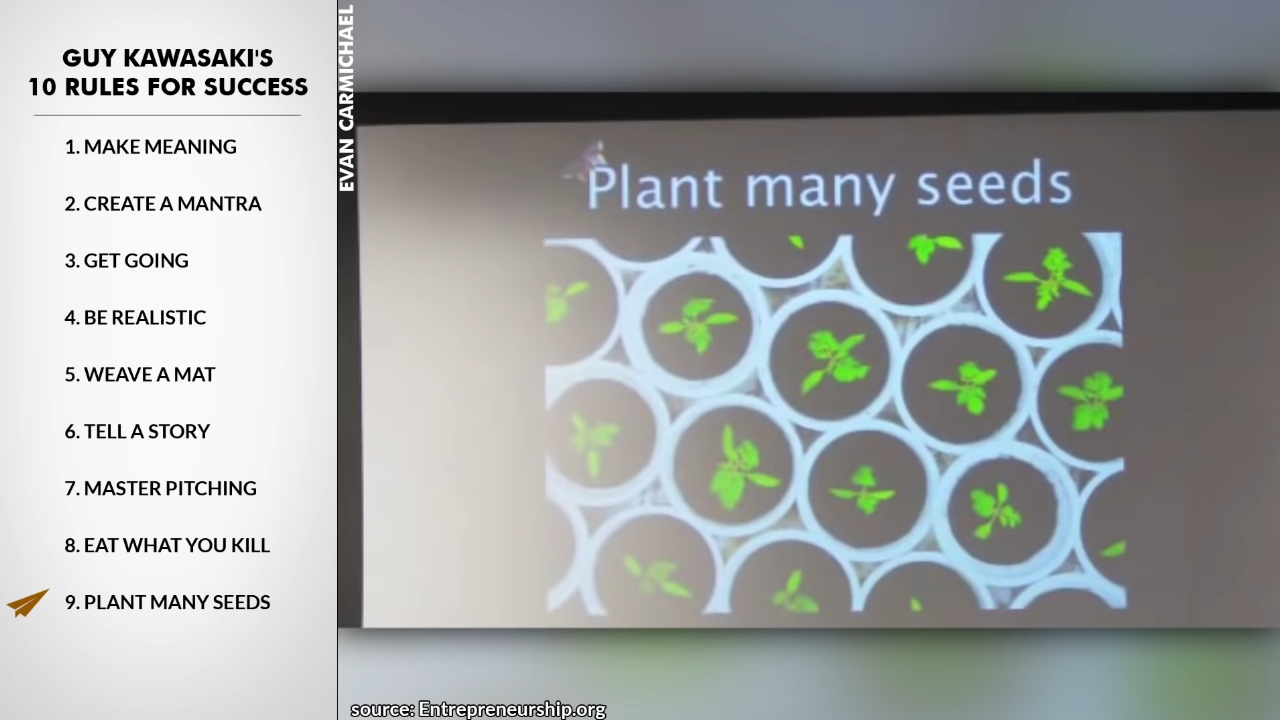 GUY KAWASAKI'S
10 RULES FOR SUCCESS
1. MAKE MEANING
2. CREATE A MANTRA
3. GET GOING
4. BE REALISTIC
5. WEAVE A MAT
6. TELL A STORY
7. MASTER PITCHING
8. EAT WHAT YOU KILL
9. PLANT MANY SEEDS
EVAN CARMICHAEL
Plant many seeds
source: Entrepreneurship.org